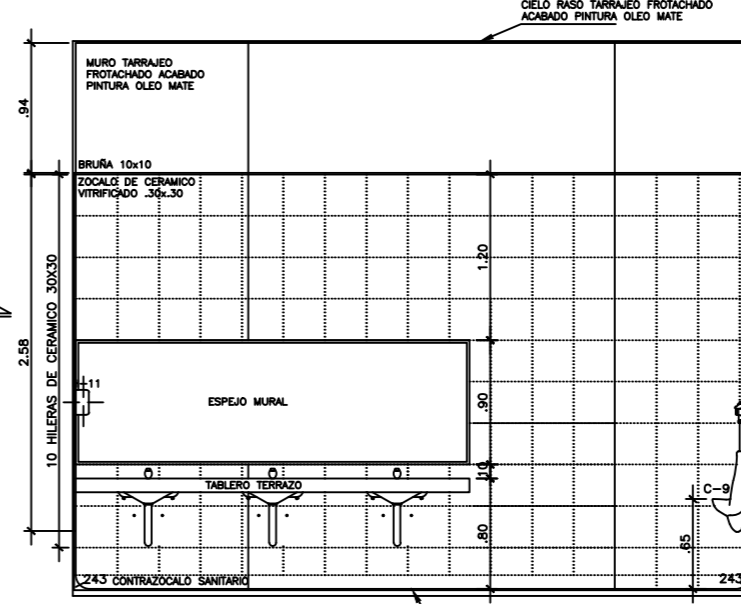 CIELO RASO TARRAJEO FROTACHADO
ACABADO PINTURA OLEO MATE
MURO TARRAJEO
FROTACHADO ACABADO
PINTURA OLEO MATE
.94
BRUÑA 10x10
ZOCALO DE CERAMICO
VITRIFICADO .30x.30
1.20
10 HILERAS DE CERAMICO 30X30
2.58
11
ESPEJO MURAL
.90
.10
TABLERO TERRAZO
C-9
.80
.65
243 CONTRAZOCALO SANITARIO
243